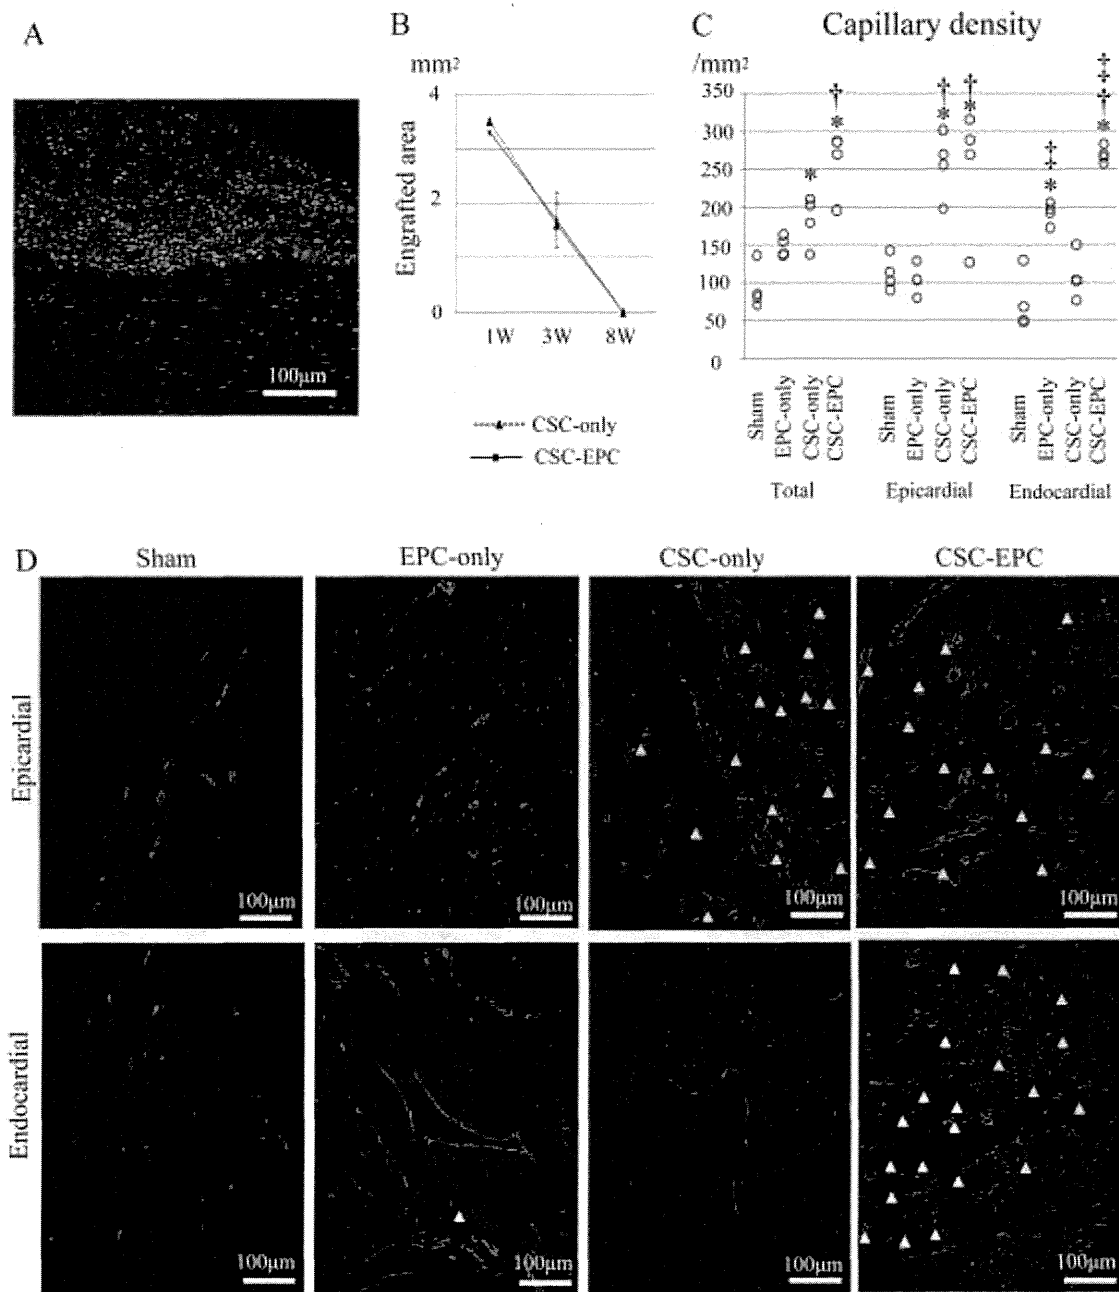 A
100μm
B
mm2
4
2
0
Engrafted area
1W 3W 8W
CSC-only
CSC-EPC
C
Capillary density
/mm2
350
300
250
200
150
100
50
0
‡
† † † ‡
* * * * † * *
Sham
EPC-only
CSC-only
CSC-EPC
Sham
EPC-only
CSC-only
CSC-EPC
Sham
EPC-only
CSC-only
CSC-EPC
Total Epicardial Endocardial
D
Sham EPC-only CSC-only CSC-EPC
Epicardial
100μm 100μm 100μm 100μm
Endocardial
100μm 100μm 100μm 100μm